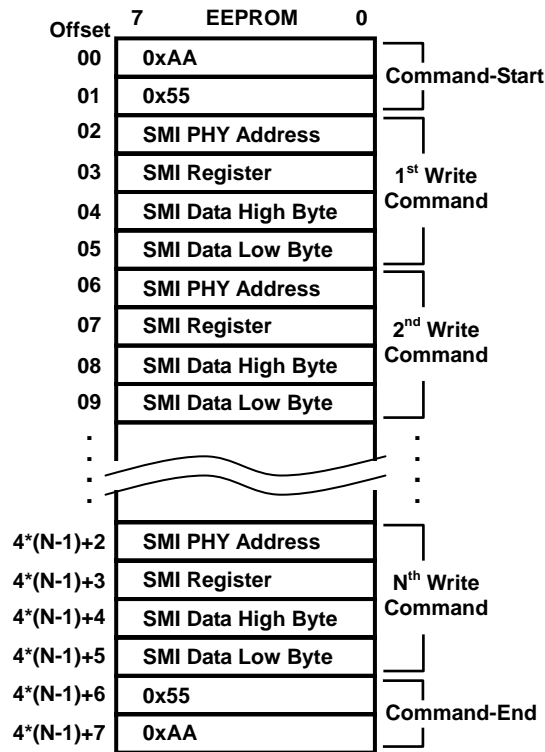 7 EEPROM 0
Offset
00 0xAA
Command-Start
01 0x55
02 SMI PHY Address
03 SMI Register
1st Write
Command
04 SMI Data High Byte
05 SMI Data Low Byte
06 SMI PHY Address
07 SMI Register
2nd Write
Command
08 SMI Data High Byte
09 SMI Data Low Byte
4*(N-1)+2 SMI PHY Address
4*(N-1)+3 SMI Register
Nth Write
Command
4*(N-1)+4 SMI Data High Byte
4*(N-1)+5 SMI Data Low Byte
4*(N-1)+6 0x55
Command-End
4*(N-1)+7 0xAA